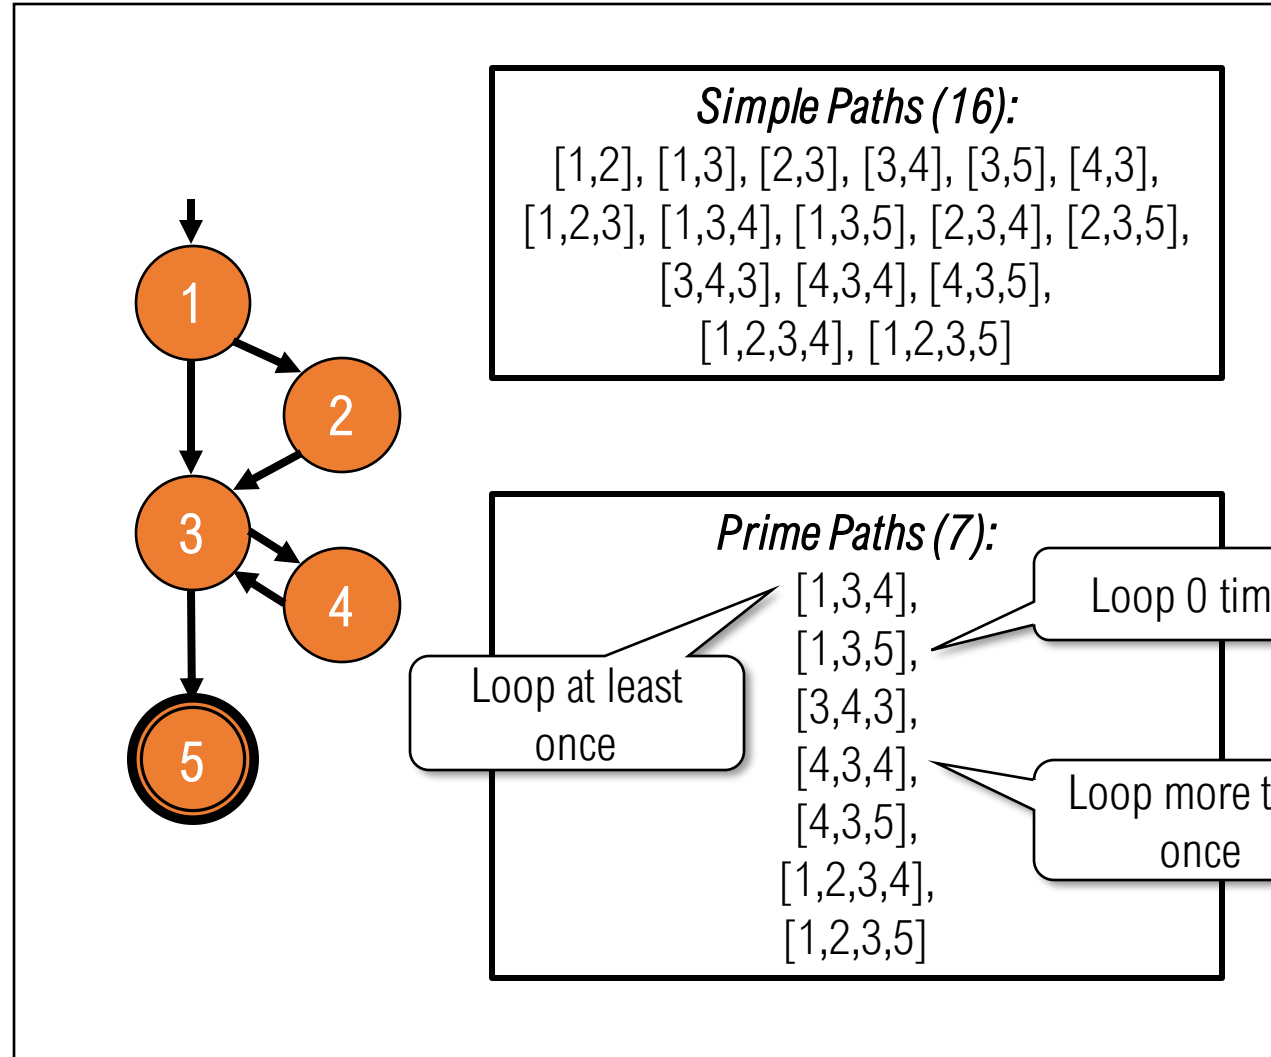 Simple Paths (16):
[1,2], [1,3], [2,3], [3,4], [3,5], [4,3],
[1,2,3], [1,3,4], [1,3,5], [2,3,4], [2,3,5],
[3,4,3], [4,3,4], [4,3,5],
[1,2,3,4], [1,2,3,5]
1
2
3
4
5
Prime Paths (7):
[1,3,4],
[1,3,5],
[3,4,3],
[4,3,4],
[4,3,5],
[1,2,3,4],
[1,2,3,5]
Loop at least
once
Loop 0
Loop more
once